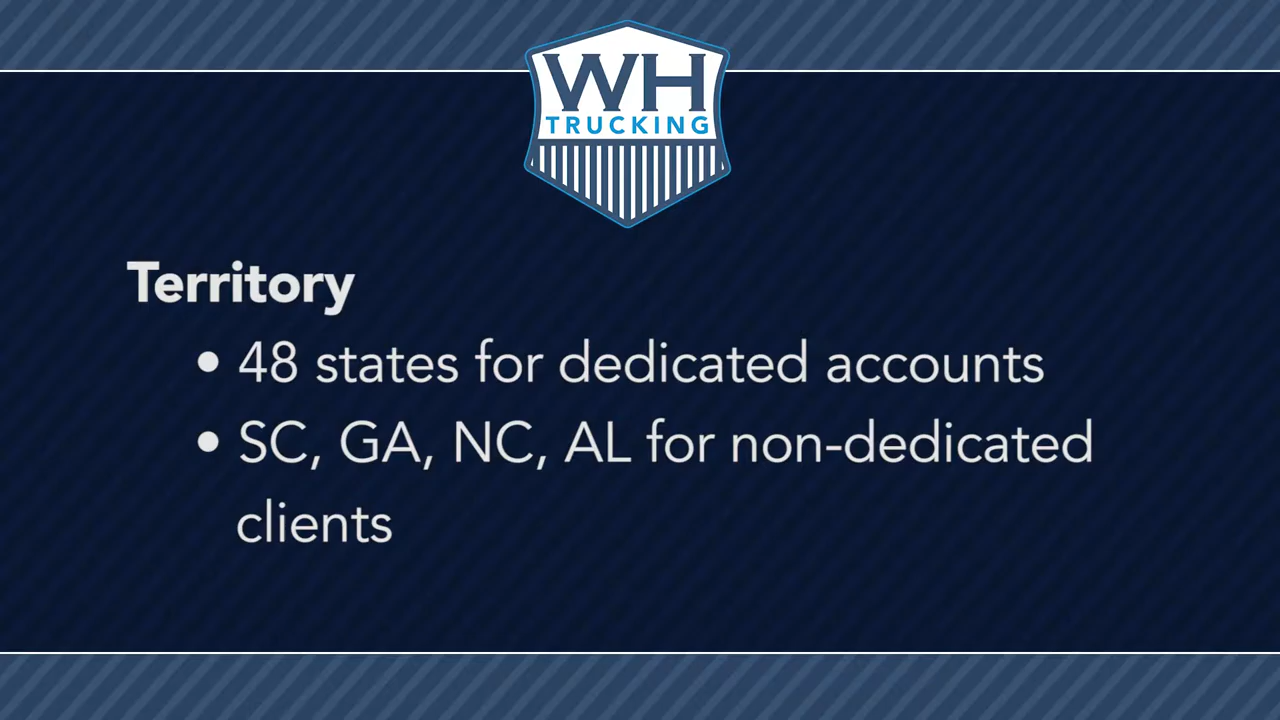 WH
TRUCKING
Territory
• 48 states for dedicated accounts
• SC, GA, NC, AL for non-dedicated
clients